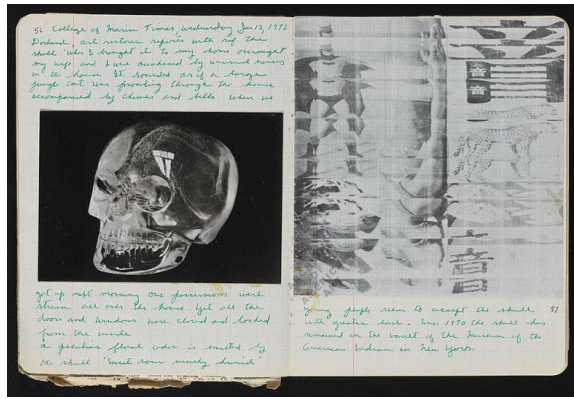 56 College of Marin Times, Wednesday Jan 13, 1973
Dorland, art restorer reports with ref. the
skull "When I brought it to my home overnight
my wife and I were awakened by unusual noises
in the house. It sounded as if a large
jungle cat was prowling through the house
accompanied by chimes and bells. When we
got up next morning our possessions were
strewn all over the house. Yet all the
doors and windows were closed and locked
from the inside
a peculiar floral odor is emitted by
the skull
音
音
日
young people seem to accept the skull
57
with greater ease. Since 1970 the skull has
remained in the vault of the Museum of the
American Indian in New York.